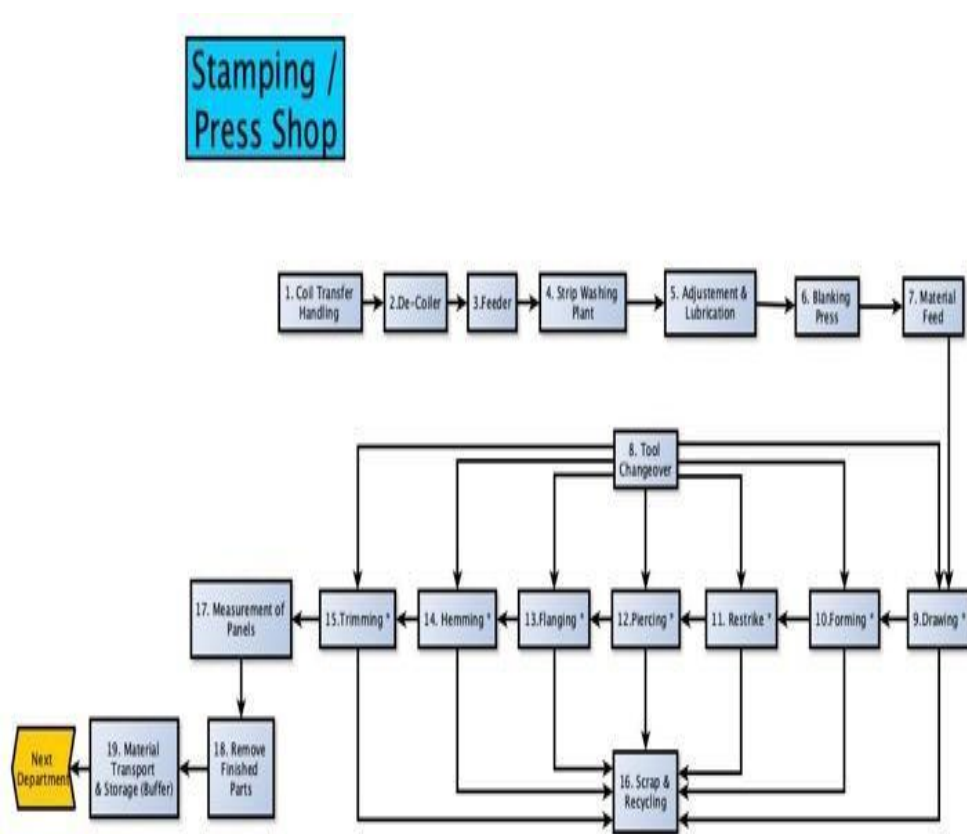 Stamping /
Press Shop
1. Coil Transfer
Handling
2.De-Coiler
3.Feeder
4. Strip Washing
Plant
5. Adjustement &
Lubrication
6. Blanking
Press
7. Material
Feed
8. Tool
Changeover
17. Measurement of
Panels
15.Trimming *
14. Hemming *
13.Flanging *
12.Piercing *
11. Restrike *
10.Forming *
9.Drawing *
Next
Department
19. Material
Transport
& Storage (Buffer)
18. Remove
Finished
Parts
16. Scrap &
Recycling